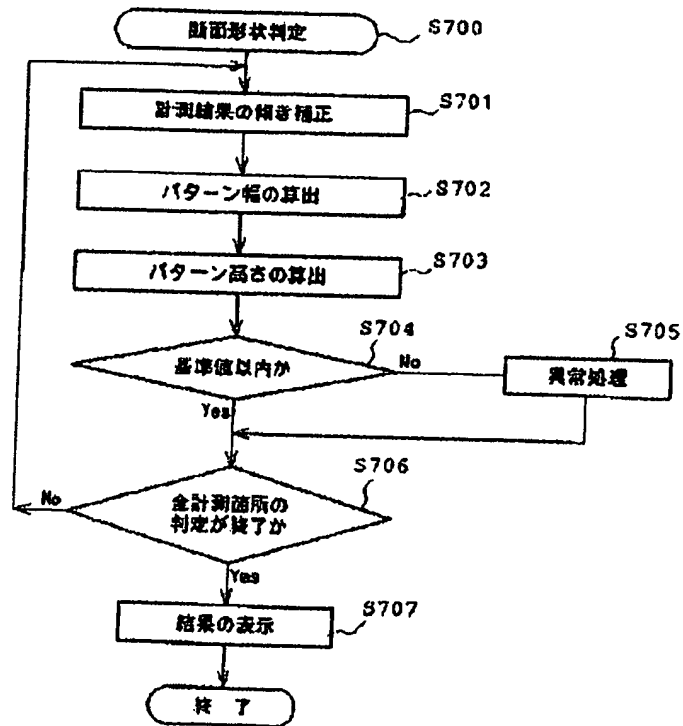 断面形状判定
S700
計測結果の傾き補正
S701
パターン幅の算出
S702
パターン高さの算出
S703
基準値以内か
S704
No
異常処理
S705
Yes
全計測箇所の
判定が終了か
S706
No
Yes
結果の表示
S707
終 了